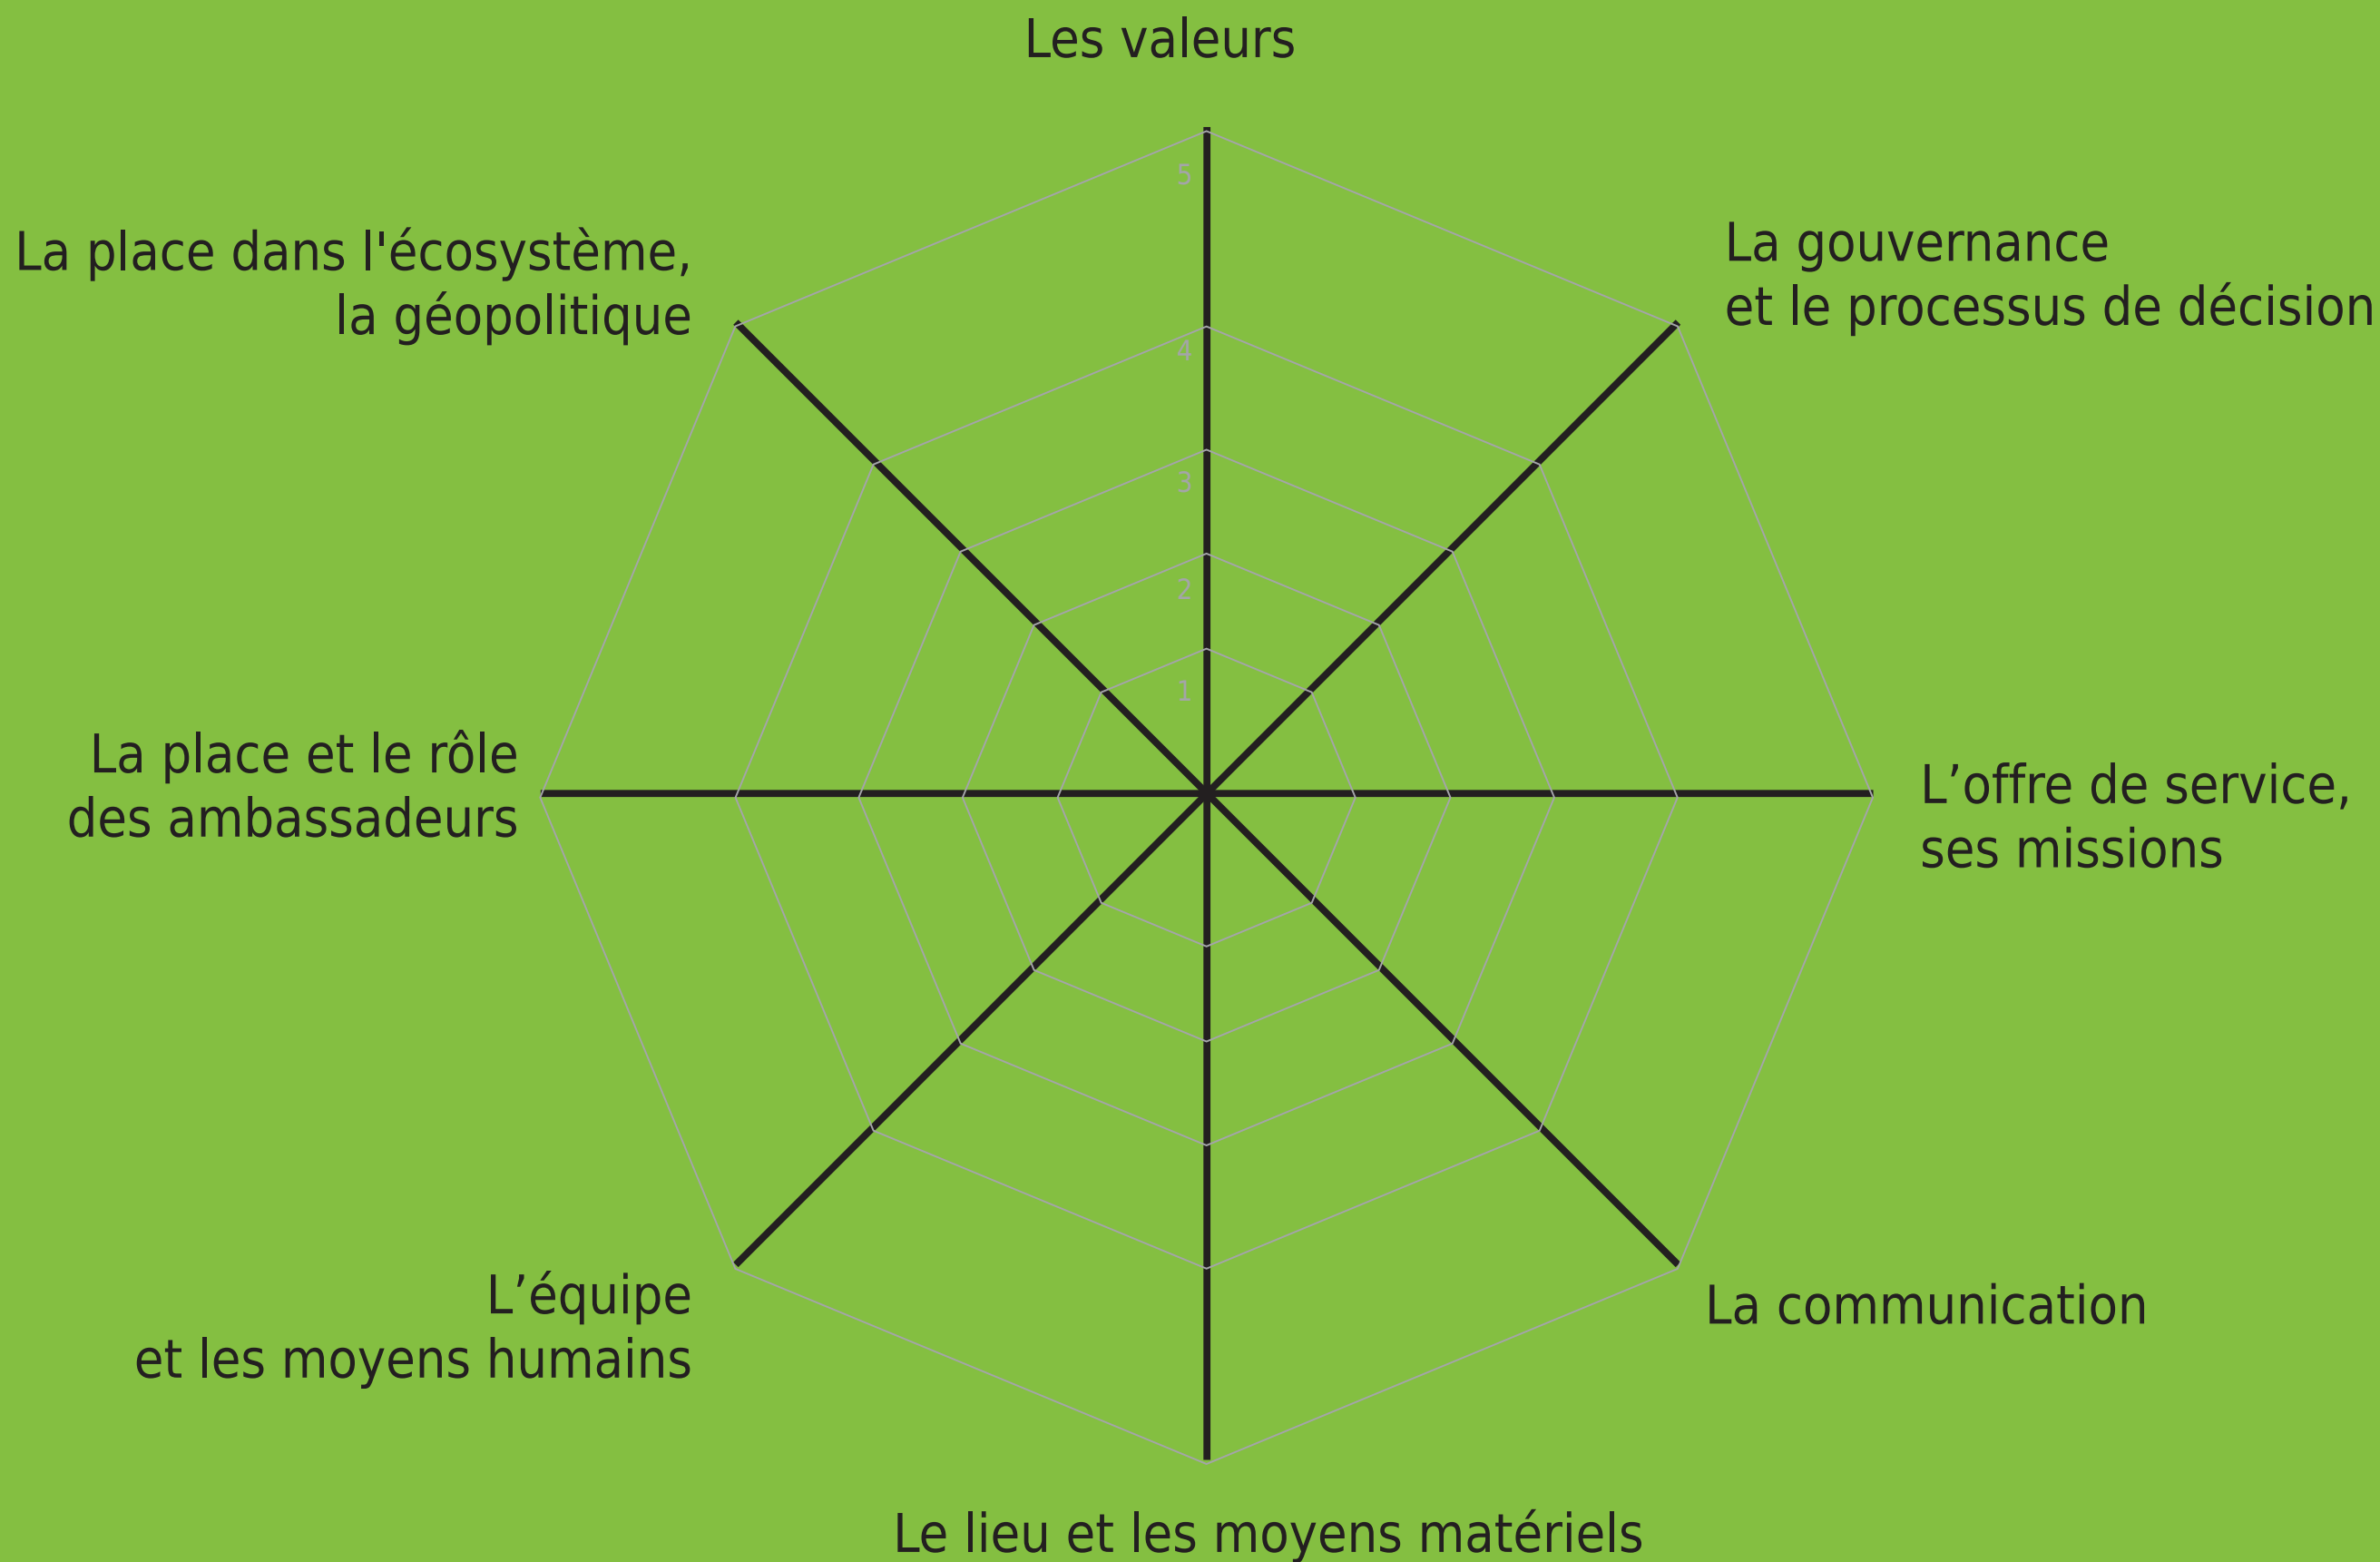 Les valeurs
5
La gouvernance
et le processus de décision
La place dans l'écosystème,
la géopolitique
4
3
2
1
La place et le rôle
des ambassadeurs
L’offre de service,
ses missions
L’équipe
et les moyens humains
La communication
Le lieu et les moyens matériels